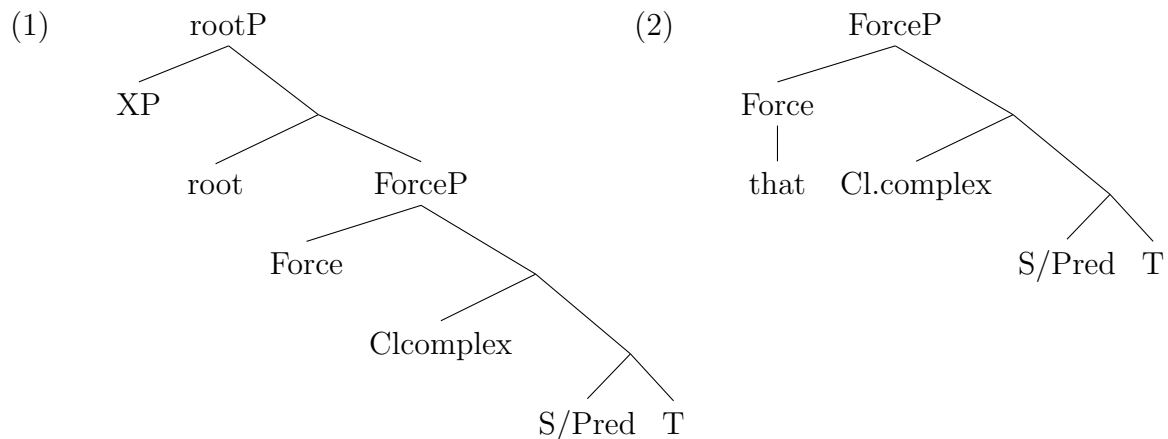 (1) rootP (2) ForceP
XP Force
root ForceP that Cl.complex
Force S/Pred T
Clcomplex
S/Pred T